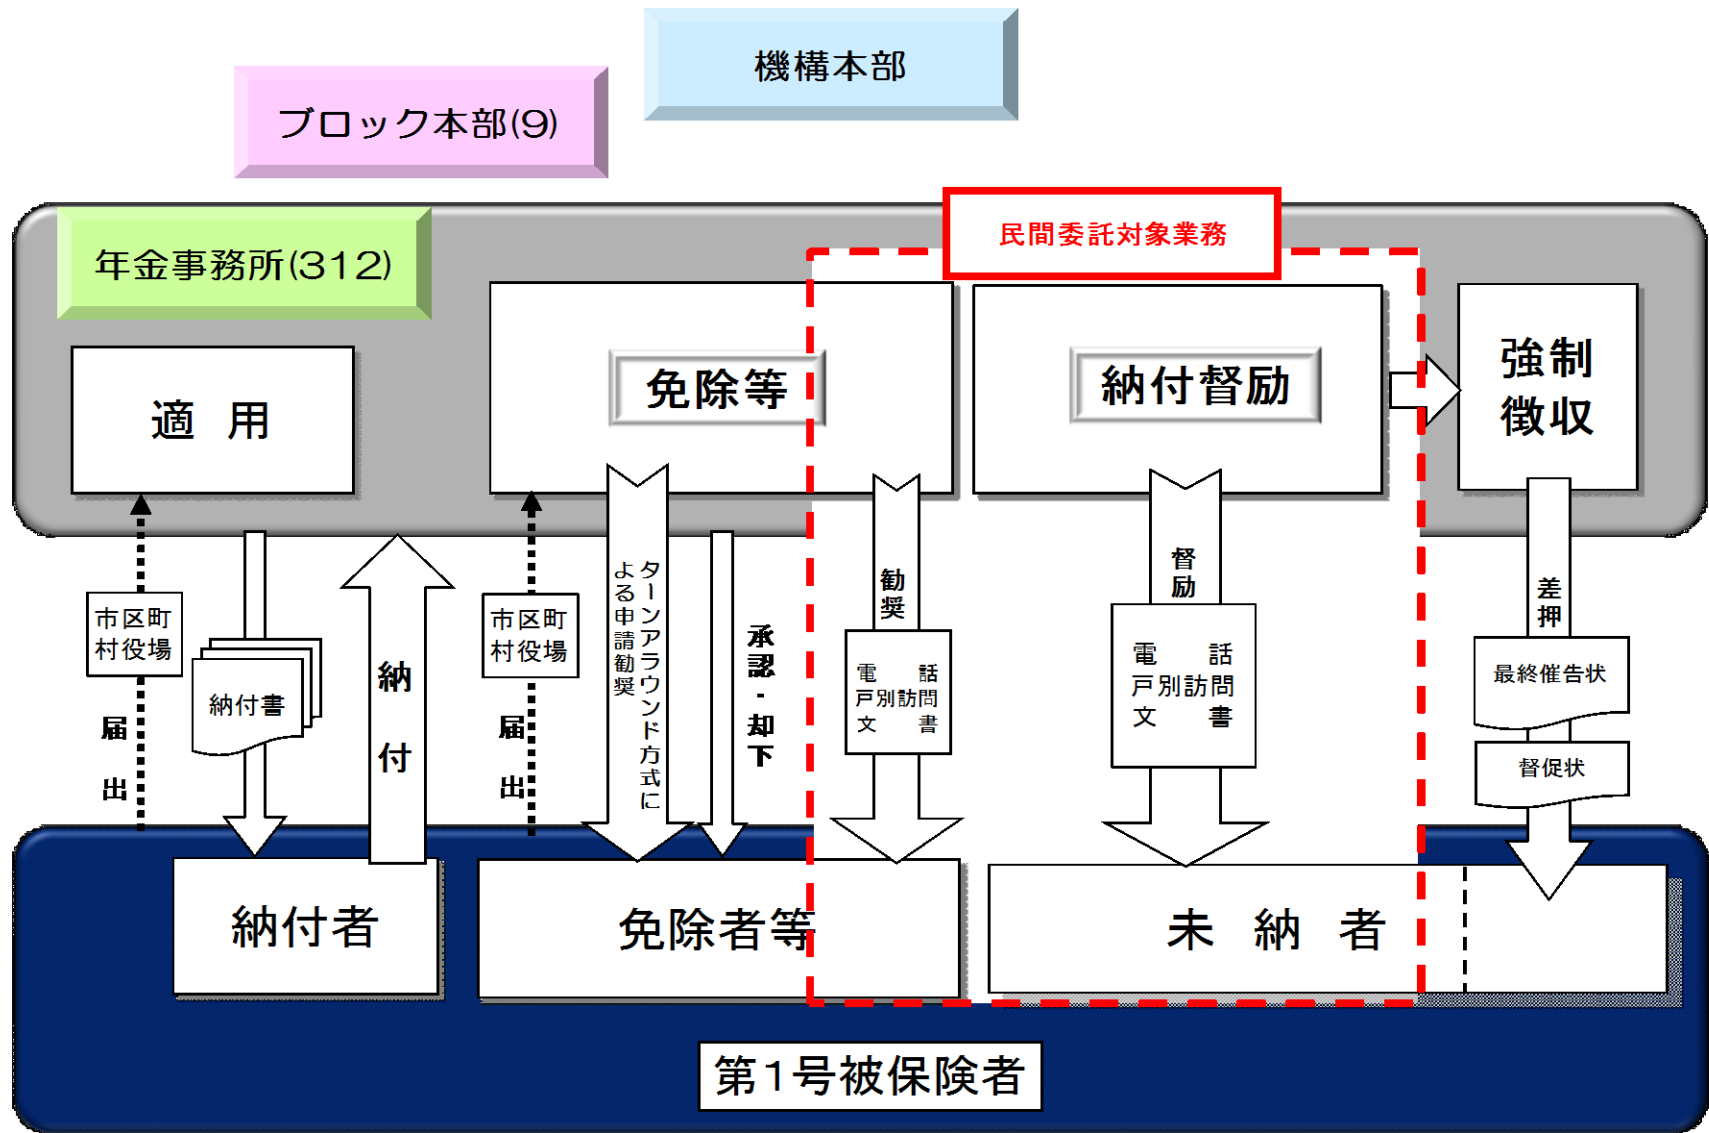 機構本部
ブロック本部(9)
民間委託対象業務
年金事務所(312)
適 用
免除等
納付督励
強制
徴収
市区町
村役場
届 出
納付書
納 付
市区町
村役場
届 出
ターンアラウンド方式に
よる申請勧奨
承認・却下
勧奨
電 話
戸別訪問
文 書
督励
電 話
戸別訪問
文 書
差押
最終催告状
督促状
納付者
免除者等
未 納 者
第1号被保険者